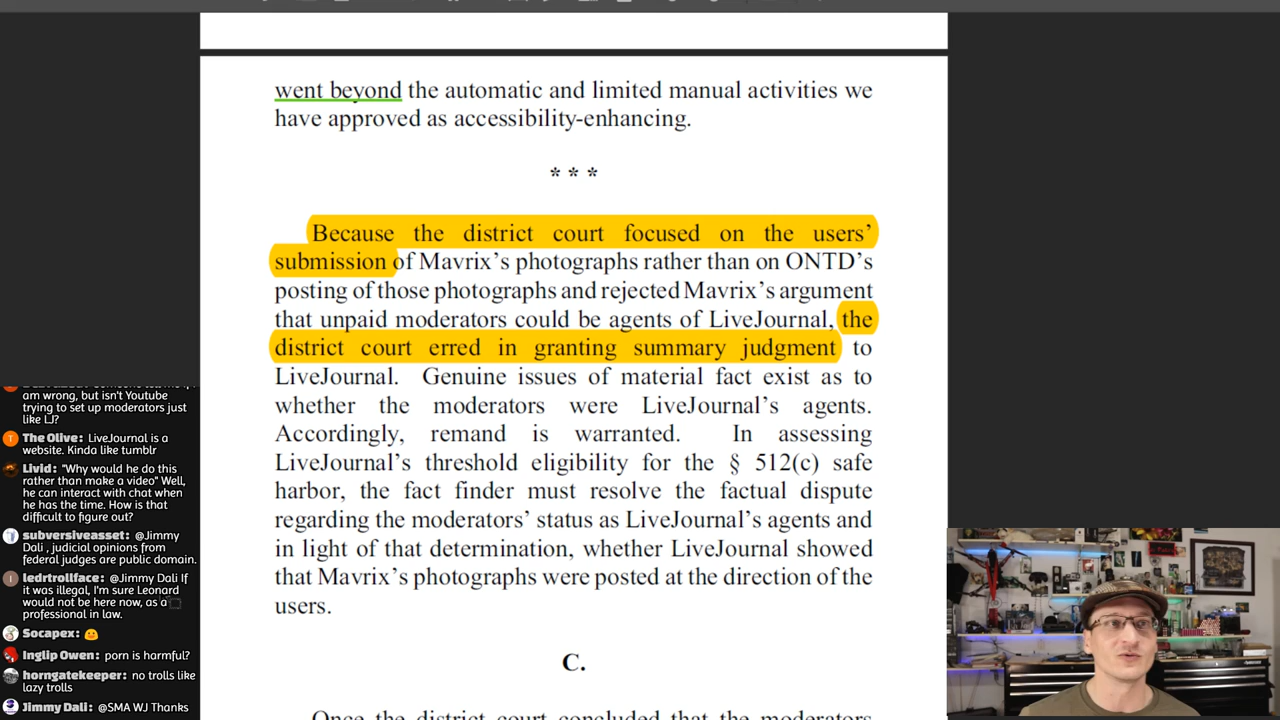 went beyond the automatic and limited manual activities we
have approved as accessibility-enhancing.
* * *
Because the district court focused on the users’
submission of Mavrix’s photographs rather than on ONTD’s
posting of those photographs and rejected Mavrix’s argument
that unpaid moderators could be agents of LiveJournal, the
district court erred in granting summary judgment to
LiveJournal. Genuine issues of material fact exist as to
whether the moderators were LiveJournal’s agents.
Accordingly, remand is warranted. In assessing
LiveJournal’s threshold eligibility for the § 512(c) safe
harbor, the fact finder must resolve the factual dispute
regarding the moderators’ status as LiveJournal’s agents and
in light of that determination, whether LiveJournal showed
that Mavrix’s photographs were posted at the direction of the
users.
C.
Once the district court concluded that the moderators
am wrong, but isn't Youtube
trying to set up moderators just
like LJ?
The Olive: LiveJournal is a
website. Kinda like tumblr
Livid: "Why would he do this
rather than make a video" Well,
he can interact with chat when
he has the time. How is that
difficult to figure out?
subversiveasset: @Jimmy
Dali , judicial opinions from
federal judges are public domain.
ledrtrollface: @Jimmy Dali If
it was illegal, I'm sure Leonard
would not be here now, as a
professional in law.
Socapex:
Inglip Owen: porn is harmful?
horngatekeeper: no trolls like
lazy trolls
Jimmy Dali: @SMA WJ Thanks